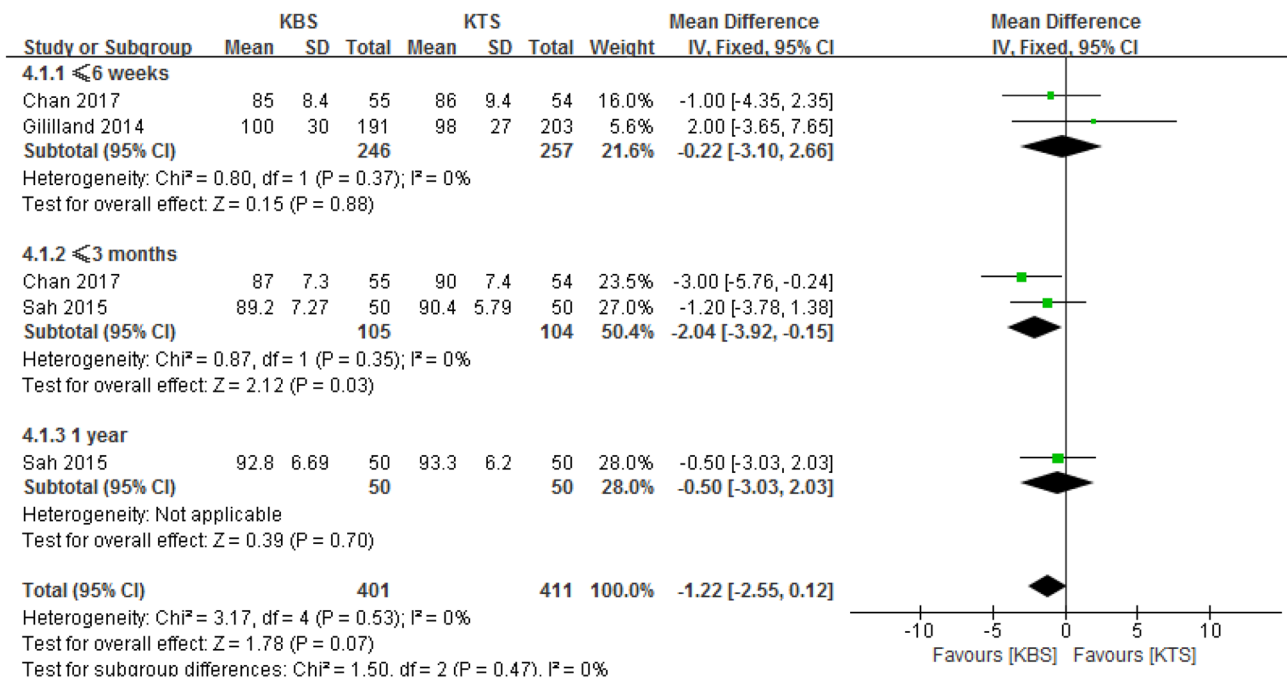 KBS KTS Mean Difference Mean Difference
Study or Subgroup Mean SD Total Mean SD Total Weight IV, Fixed, 95% CI IV, Fixed, 95% CI
4.1.1 ⩽6 weeks
Chan 2017 85 8.4 55 86 9.4 54 16.0% -1.00 [-4.35, 2.35]
Gililland 2014 100 30 191 98 27 203 5.6% 2.00 [-3.65, 7.65]
Subtotal (95% CI) 246 257 21.6% -0.22 [-3.10, 2.66]
Heterogeneity: Chi² = 0.80, df = 1 (P = 0.37); I² = 0%
Test for overall effect: Z = 0.15 (P = 0.88)
4.1.2 ⩽3 months
Chan 2017 87 7.3 55 90 7.4 54 23.5% -3.00 [-5.76, -0.24]
Sah 2015 89.2 7.27 50 90.4 5.79 50 27.0% -1.20 [-3.78, 1.38]
Subtotal (95% CI) 105 104 50.4% -2.04 [-3.92, -0.15]
Heterogeneity: Chi² = 0.87, df = 1 (P = 0.35); I² = 0%
Test for overall effect: Z = 2.12 (P = 0.03)
4.1.3 1 year
Sah 2015 92.8 6.69 50 93.3 6.2 50 28.0% -0.50 [-3.03, 2.03]
Subtotal (95% CI) 50 50 28.0% -0.50 [-3.03, 2.03]
Heterogeneity: Not applicable
Test for overall effect: Z = 0.39 (P = 0.70)
Total (95% CI) 401 411 100.0% -1.22 [-2.55, 0.12]
Heterogeneity: Chi² = 3.17, df = 4 (P = 0.53); I² = 0%
Test for overall effect: Z = 1.78 (P = 0.07)
Test for subgroup differences: Chi² = 1.50, df = 2 (P = 0.47), I² = 0%
-10 -5 0 5 10
Favours [KBS] Favours [KTS]